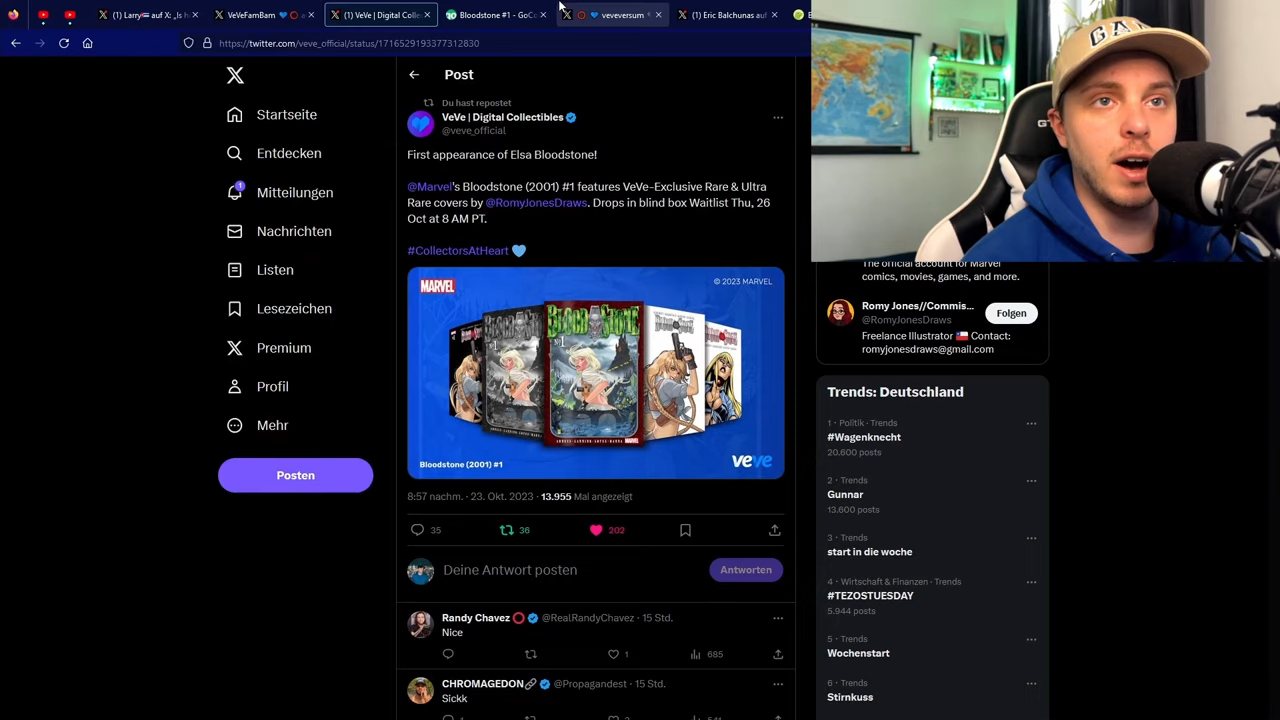 (1) Larry auf X: „Is h
VeVeFamBam
(1) VeVe | Digital Colle
Bloodstone #1 - GoCo
veveversum
(1) Eric Balchunas auf
https://twitter.com/veve_official/status/1716529193377312830
Startseite
Entdecken
1
Mitteilungen
Nachrichten
Listen
Lesezeichen
Premium
Profil
Mehr
Posten
Post
Du hast repostet
VeVe | Digital Collectibles
@veve_official
First appearance of Elsa Bloodstone!
@Marvel's Bloodstone (2001) #1 features VeVe-Exclusive Rare & Ultra
Rare covers by @RomyJonesDraws. Drops in blind box Waitlist Thu, 26
Oct at 8 AM PT.
#CollectorsAtHeart
MARVEL
© 2023 MARVEL
BLOODSTONE
Bloodstone (2001) #1
veve
8:57 nachm. · 23. Okt. 2023 · 13.955 Mal angezeigt
35
36
202
Deine Antwort posten
Antworten
Randy Chavez @RealRandyChavez · 15 Std.
Nice
1
685
CHROMAGEDON @Propagandest · 15 Std.
Sickk
The official account for Marvel
comics, movies, games, and more.
Romy Jones//Commis...
@RomyJonesDraws
Folgen
Freelance Illustrator Contact:
romyjonesdraws@gmail.com
Trends: Deutschland
1 · Politik · Trends
#Wagenknecht
20.600 posts
2 · Trends
Gunnar
13.600 posts
3 · Trends
start in die woche
4 · Wirtschaft & Finanzen · Trends
#TEZOSTUESDAY
5.944 posts
5 · Trends
Wochenstart
6 · Trends
Stirnkuss